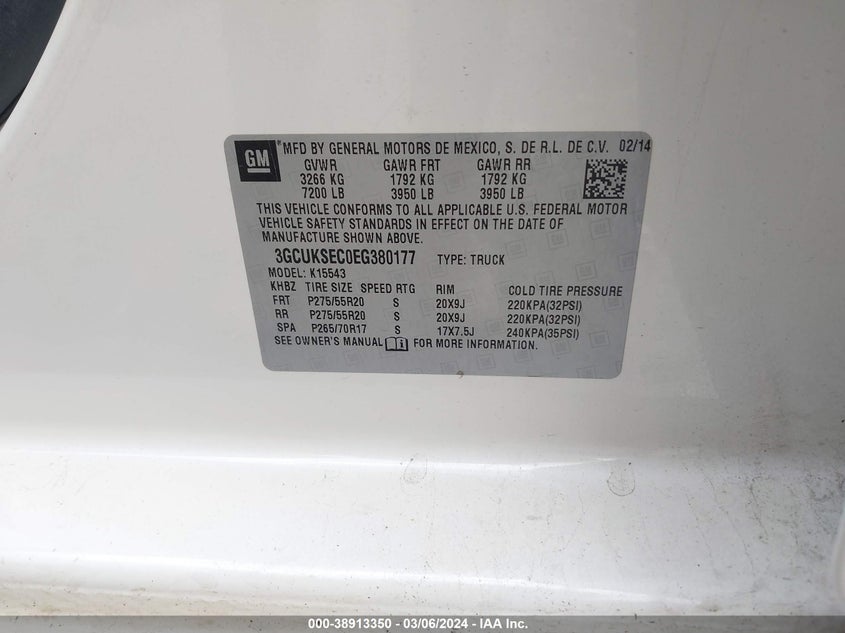 GM *MFD BY GENERAL MOTORS DE MEXICO, S. DE R.L. DE C.V. 02/14
GVWR GAWR FRT GAWR RR
3266 KG 1792 KG 1792 KG
7200 LB 3950 LB 3950 LB
THIS VEHICLE CONFORMS TO ALL APPLICABLE U.S. FEDERAL MOTOR
VEHICLE SAFETY STANDARDS IN EFFECT ON THE DATE OF
MANUFACTURE SHOWN ABOVE.
3GCUKSEC0EG380177 TYPE: TRUCK
MODEL: K15543
KHBZ TIRE SIZE SPEED RTG RIM COLD TIRE PRESSURE
FRT P275/55R20 S 20X9J 220KPA(32PSI)
RR P275/55R20 S 20X9J 220KPA(32PSI)
SPA P265/70R17 S 17X7.5J 240KPA(35PSI)
SEE OWNER'S MANUAL FOR MORE INFORMATION.
000-38913350 - 03/06/2024 - IAA Inc.